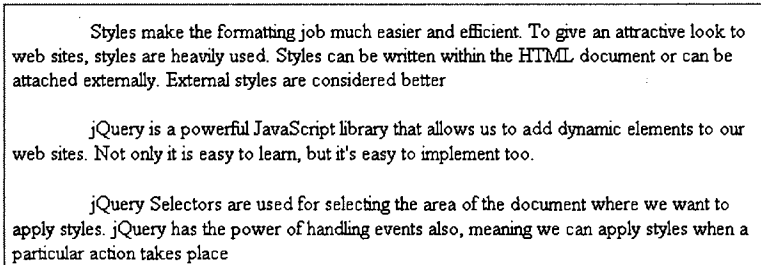 Styles make the formatting job much easier and efficient. To give an attractive look to
web sites, styles are heavily used. Styles can be written within the HTML document or can be
attached externally. External styles are considered better
jQuery is a powerful JavaScript library that allows us to add dynamic elements to our
web sites. Not only it is easy to learn, but it's easy to implement too.
jQuery Selectors are used for selecting the area of the document where we want to
apply styles. jQuery has the power of handling events also, meaning we can apply styles when a
particular action takes place